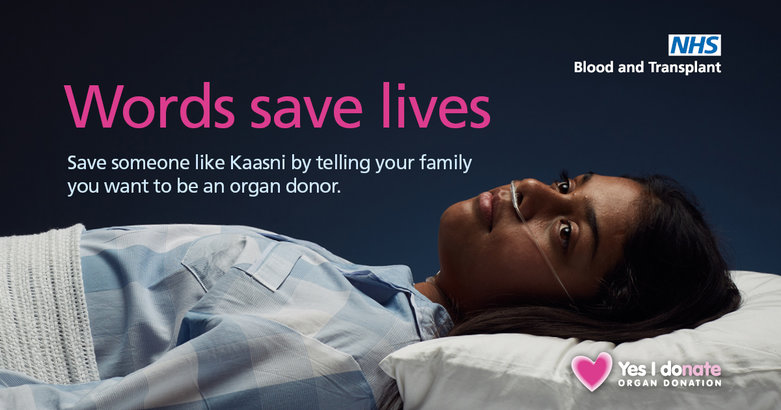 NHS
Blood and Transplant
Words save lives
Save someone like Kaasni by telling your family
you want to be an organ donor.
Yes I donate
ORGAN DONATION